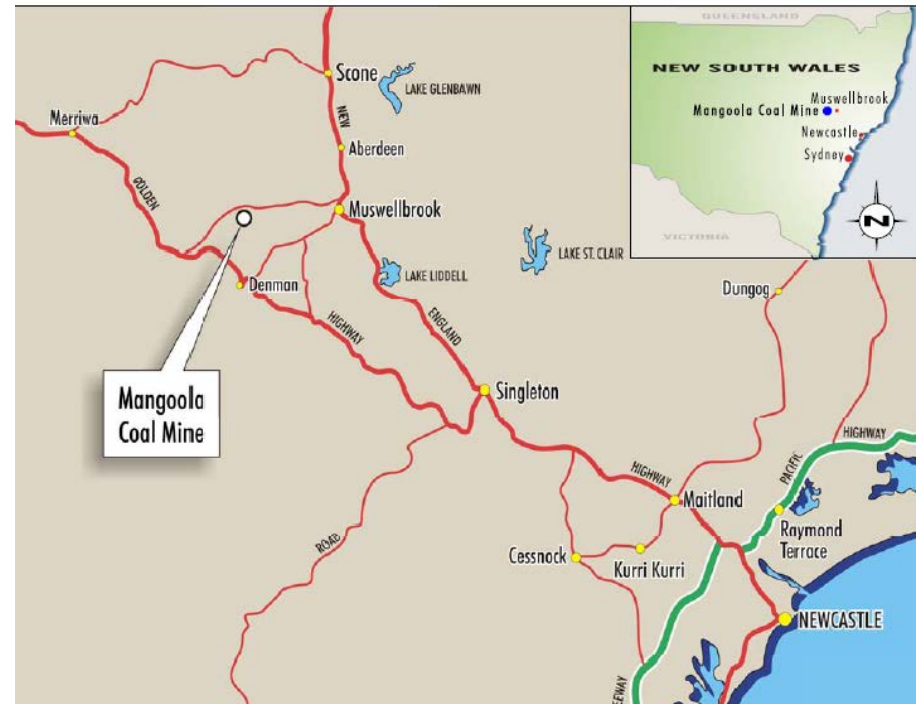 QUEENSLAND
NEW SOUTH WALES
Muswellbrook
Mangoola Coal Mine
Newcastle
Sydney
N
VICTORIA
Scone
LAKE GLENBAWN
Merriwa
NEW
Aberdeen
GOLDEN
Muswellbrook
LAKE ST. CLAIR
LAKE LIDDELL
Denman
Dungog
HIGHWAY
ENGLAND
Mangoola
Coal Mine
Singleton
HIGHWAY
HIGHWAY
PACIFIC
Maitland
Raymond
Terrace
ROAD
Cessnock
Kurri Kurri
NEWCASTLE
EEWAY